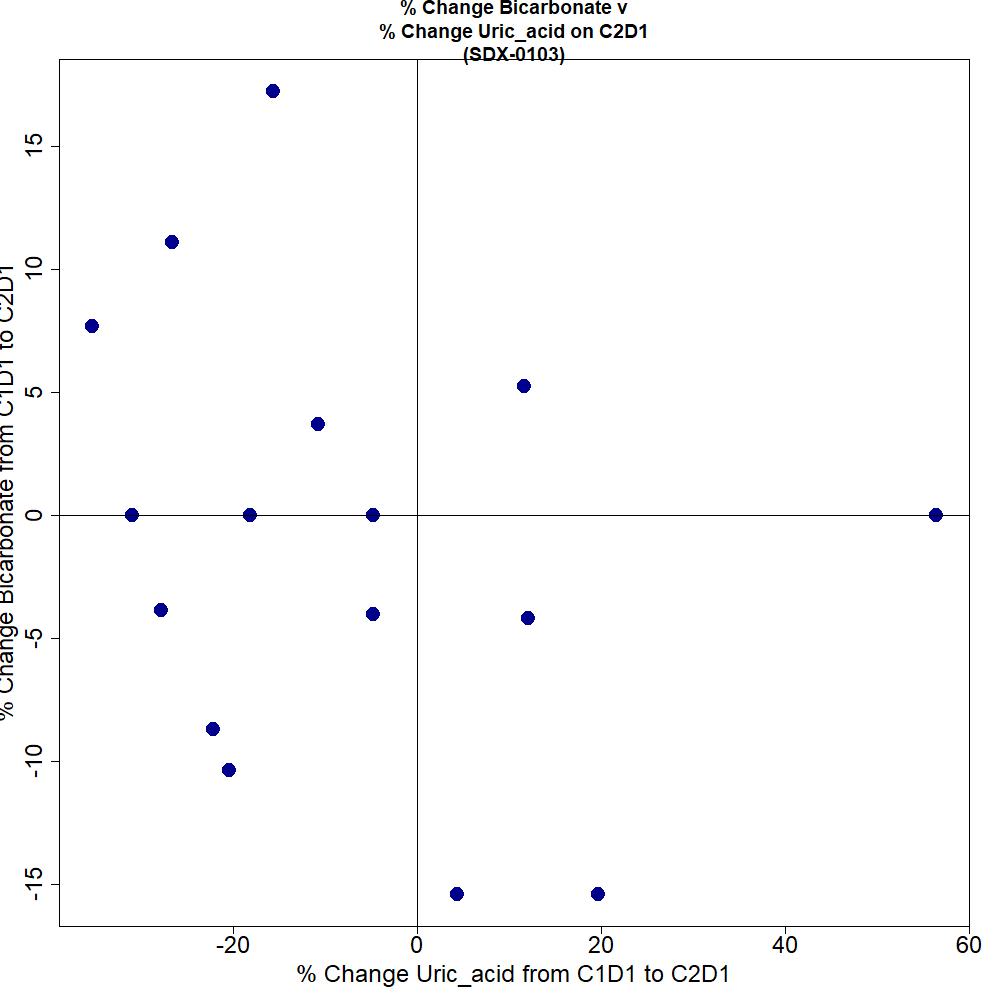 % Change Bicarbonate v
% Change Uric_acid on C2D1
(SDX-0103)
% Change Bicarbonate from C1D1 to C2D1
15
10
5
0
-5
-10
-15
-20
0
20
40
60
% Change Uric_acid from C1D1 to C2D1